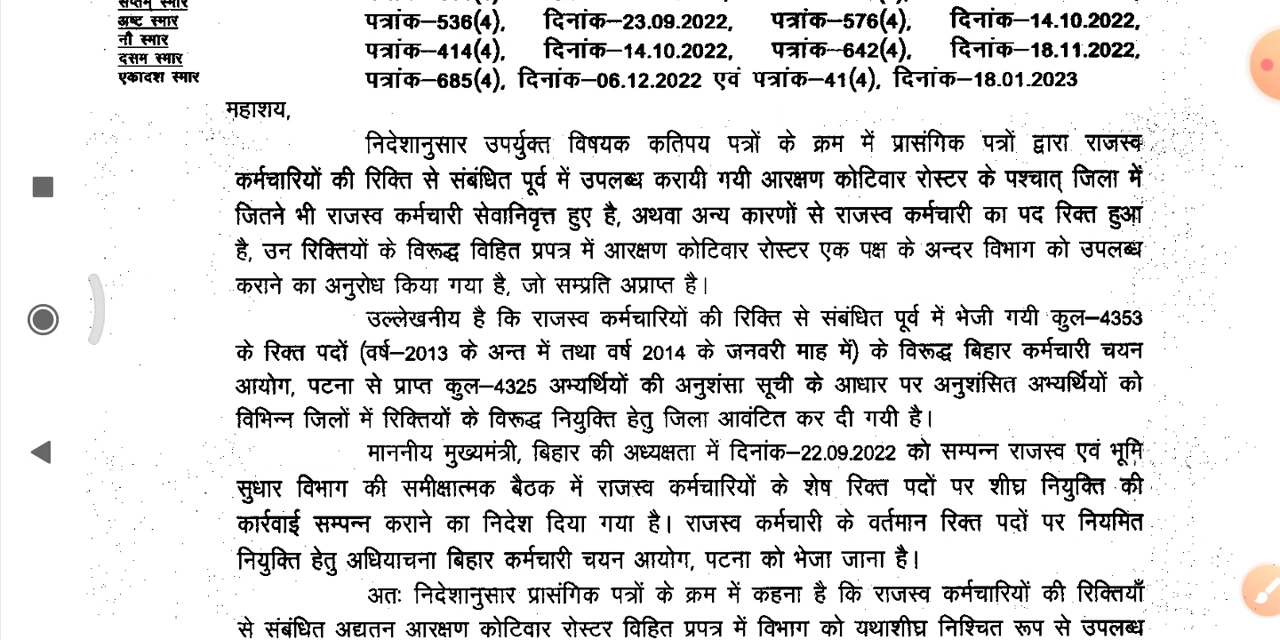 सप्तम् स्मार
अष्ट स्मार पत्रांक–536(4), दिनांक–23.09.2022, पत्रांक–576(4), दिनांक–14.10.2022,
नौ स्मार
दसम स्मार पत्रांक–414(4), दिनांक–14.10.2022, पत्रांक–642(4), दिनांक–18.11.2022,
एकादश स्मार पत्रांक–685(4), दिनांक–06.12.2022 एवं पत्रांक–41(4), दिनांक–18.01.2023
महाशय,
निदेशानुसार उपर्युक्त विषयक कतिपय पत्रों के क्रम में प्रासंगिक पत्रों द्वारा राजस्व
कर्मचारियों की रिक्ति से संबंधित पूर्व में उपलब्ध करायी गयी आरक्षण कोटिवार रोस्टर के पश्चात् जिला में
जितने भी राजस्व कर्मचारी सेवानिवृत्त हुए है, अथवा अन्य कारणों से राजस्व कर्मचारी का पद रिक्त हुआ
है, उन रिक्तियों के विरूद्ध विहित प्रपत्र में आरक्षण कोटिवार रोस्टर एक पक्ष के अन्दर विभाग को उपलब्ध
कराने का अनुरोध किया गया है, जो सम्प्रति अप्राप्त है।
उल्लेखनीय है कि राजस्व कर्मचारियों की रिक्ति से संबंधित पूर्व में भेजी गयी कुल–4353
के रिक्त पदों (वर्ष–2013 के अन्त में तथा वर्ष 2014 के जनवरी माह में) के विरूद्ध बिहार कर्मचारी चयन
आयोग, पटना से प्राप्त कुल–4325 अभ्यर्थियों की अनुशंसा सूची के आधार पर अनुशंसित अभ्यर्थियों को
विभिन्न जिलों में रिक्तियों के विरूद्ध नियुक्ति हेतु जिला आवंटित कर दी गयी है।
माननीय मुख्यमंत्री, बिहार की अध्यक्षता में दिनांक–22.09.2022 को सम्पन्न राजस्व एवं भूमि
सुधार विभाग की समीक्षात्मक बैठक में राजस्व कर्मचारियों के शेष रिक्त पदों पर शीघ्र नियुक्ति की
कार्रवाई सम्पन्न कराने का निदेश दिया गया है। राजस्व कर्मचारी के वर्तमान रिक्त पदों पर नियमित
नियुक्ति हेतु अधियाचना बिहार कर्मचारी चयन आयोग, पटना को भेजा जाना है।
अतः निदेशानुसार प्रासंगिक पत्रों के क्रम में कहना है कि राजस्व कर्मचारियों की रिक्तियाँ
से संबंधित अद्यतन आरक्षण कोटिवार रोस्टर विहित प्रपत्र में विभाग को यथाशीघ्र निश्चित रूप से उपलब्ध